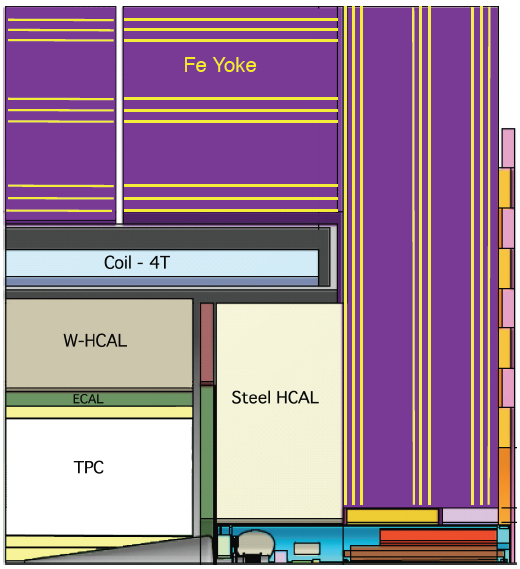 Fe Yoke
Coil - 4T
W-HCAL
ECAL
Steel HCAL
TPC